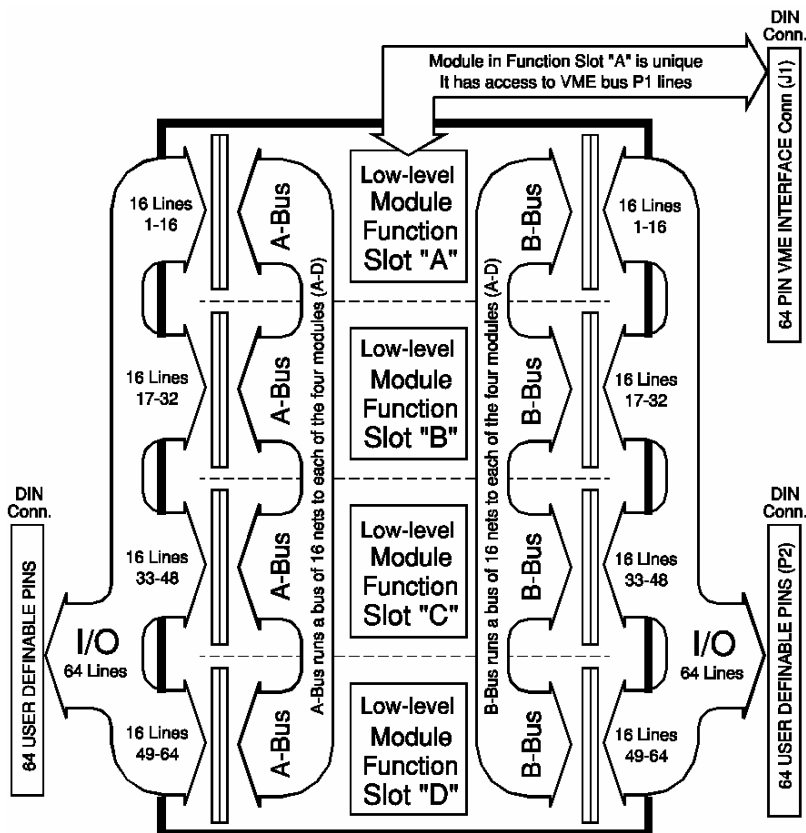 DIN
Conn.
Module in Function Slot "A" is unique
It has access to VME bus P1 lines
64 PIN VME INTERFACE Conn (J1)
16 Lines
1-16
A-Bus
Low-level
Module
Function
Slot "A"
B-Bus
16 Lines
1-16
A-Bus runs a bus of 16 nets to each of the four modules (A-D)
B-Bus runs a bus of 16 nets to each of the four modules (A-D)
16 Lines
17-32
A-Bus
Low-level
Module
Function
Slot "B"
B-Bus
16 Lines
17-32
DIN
Conn.
64 USER DEFINABLE PINS
16 Lines
33-48
A-Bus
Low-level
Module
Function
Slot "C"
B-Bus
16 Lines
33-48
DIN
Conn.
64 USER DEFINABLE PINS (P2)
I/O
64 Lines
I/O
64 Lines
16 Lines
49-64
A-Bus
Low-level
Module
Function
Slot "D"
B-Bus
16 Lines
49-64